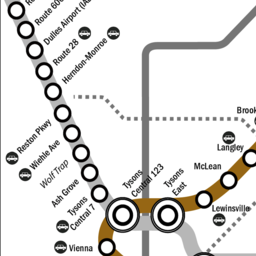 Route 606
Dulles Airport
Route 28
Herndon-Monroe
Reston Pkwy
Wiehle Ave
Wolf Trap
Ash Grove
Tysons
Central 7
Vienna
Tysons
Central 123
Tysons
East
McLean
Langley
Lewinsville
Brook